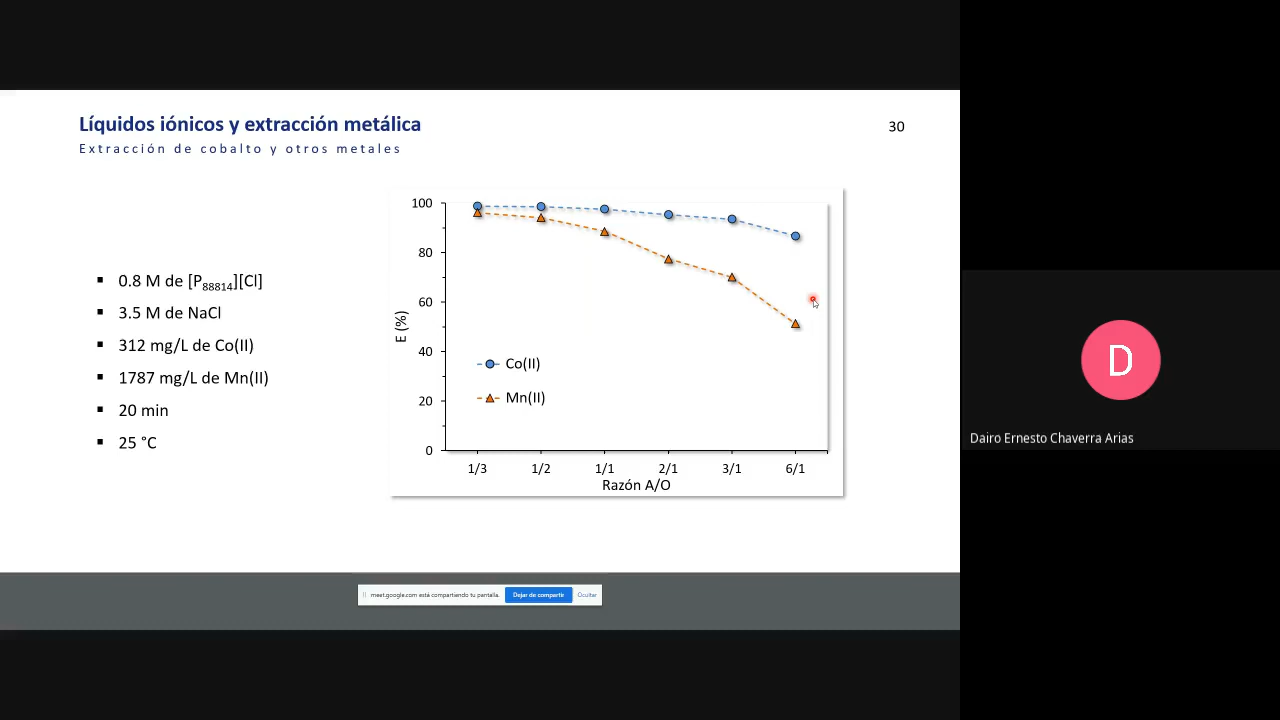 Líquidos iónicos y extracción metálica
30
Extracción de cobalto y otros metales
▪ 0.8 M de [P88814][Cl]
▪ 3.5 M de NaCl
▪ 312 mg/L de Co(II)
▪ 1787 mg/L de Mn(II)
▪ 20 min
▪ 25 °C
E (%)
100
80
60
40
20
0
Co(II)
Mn(II)
1/3 1/2 1/1 2/1 3/1 6/1
Razón A/O
D
Dairo Ernesto Chaverra Arias
meet.google.com está compartiendo tu pantalla. Dejar de compartir Ocultar